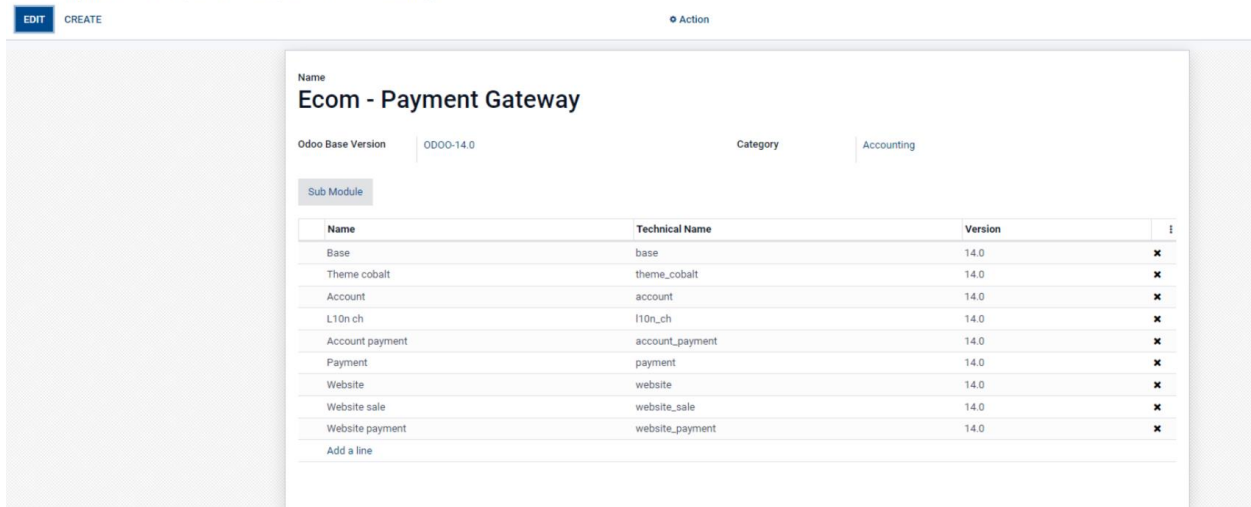 EDIT CREATE Action
Name
Ecom - Payment Gateway
Odoo Base Version ODOO-14.0 Category Accounting
Sub Module
Name Technical Name Version
Base base 14.0
Theme cobalt theme_cobalt 14.0
Account account 14.0
L10n ch l10n_ch 14.0
Account payment account_payment 14.0
Payment payment 14.0
Website website 14.0
Website sale website_sale 14.0
Website payment website_payment 14.0
Add a line